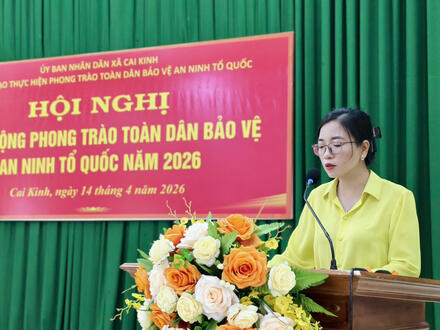 ỦY BAN NHÂN DÂN XÃ CAI KINH
THỰC HIỆN PHONG TRÀO TOÀN DÂN BẢO VỆ AN NINH TỔ QUỐC
HỘI NGHỊ
PHONG TRÀO TOÀN DÂN BẢO VỆ
AN NINH TỔ QUỐC NĂM 2026
Cai Kinh, ngày 14 tháng 4 năm 2026